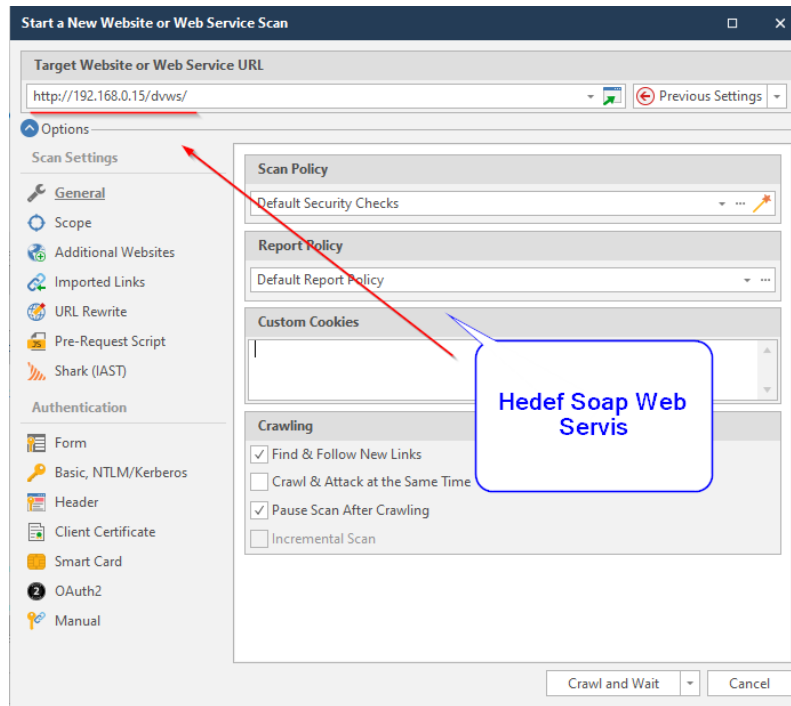 Start a New Website or Web Service Scan
Target Website or Web Service URL
http://192.168.0.15/dvws/
Previous Settings
Options
Scan Settings
General
Scope
Additional Websites
Imported Links
URL Rewrite
JS
Pre-Request Script
Shark (IAST)
Authentication
Form
Basic, NTLM/Kerberos
Header
Client Certificate
Smart Card
2
OAuth2
Manual
Scan Policy
Default Security Checks
Report Policy
Default Report Policy
Custom Cookies
Hedef Soap Web
Servis
Crawling
Find & Follow New Links
Crawl & Attack at the Same Time
Pause Scan After Crawling
Incremental Scan
Crawl and Wait
Cancel